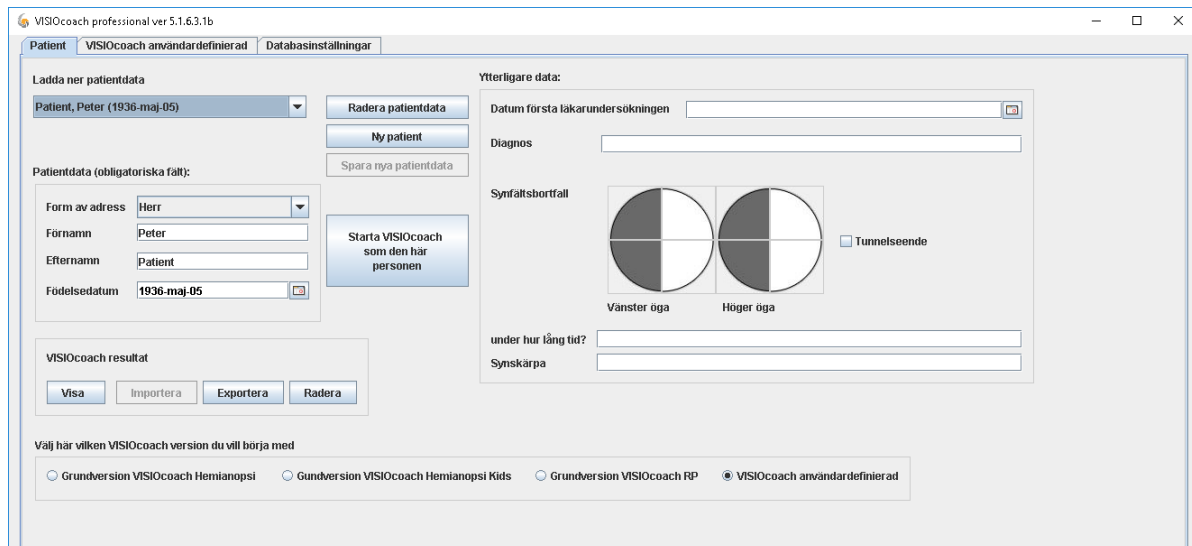 VISIOcoach professional ver 5.1.6.3.1b
Patient
VISIOcoach användardefinierad
Databasinställningar
Ladda ner patientdata
Patient, Peter (1936-maj-05)
Radera patientdata
Ny patient
Spara nya patientdata
Patientdata (obligatoriska fält):
Form av adress
Herr
Förnamn
Peter
Efternamn
Patient
Födelsedatum
1936-maj-05
Starta VISIOcoach
som den här
personen
VISIOcoach resultat
Visa
Importera
Exportera
Radera
Ytterligare data:
Datum första läkarundersökningen
Diagnos
Synfältsbortfall
Tunnelseende
Vänster öga
Höger öga
under hur lång tid?
Synskärpa
Välj här vilken VISIOcoach version du vill börja med
Grundversion VISIOcoach Hemianopsi
Gundversion VISIOcoach Hemianopsi Kids
Grundversion VISIOcoach RP
VISIOcoach användardefinierad